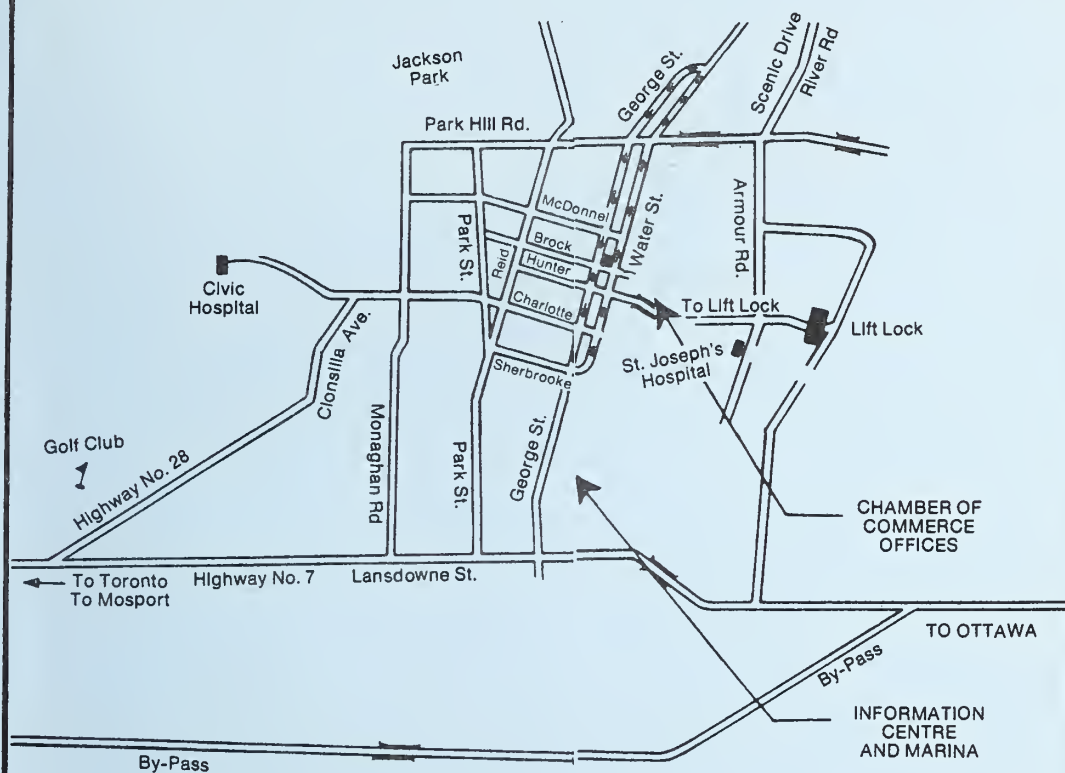 Jackson
Park
George St.
Scenic Drive
River Rd
Park Hill Rd.
McDonnel
Water St.
Armour Rd.
Park St.
Brock
Reid
Hunter
Civic
Hospital
Charlotte
To Lift Lock
Lift Lock
Clonsilla Ave.
St. Joseph's
Hospital
Sherbrooke
Monaghan Rd
Park St.
George St.
Golf Club
Highway No. 28
CHAMBER OF
COMMERCE
OFFICES
To Toronto
To Mosport
Highway No. 7
Lansdowne St.
TO OTTAWA
By-Pass
INFORMATION
CENTRE
AND MARINA
By-Pass